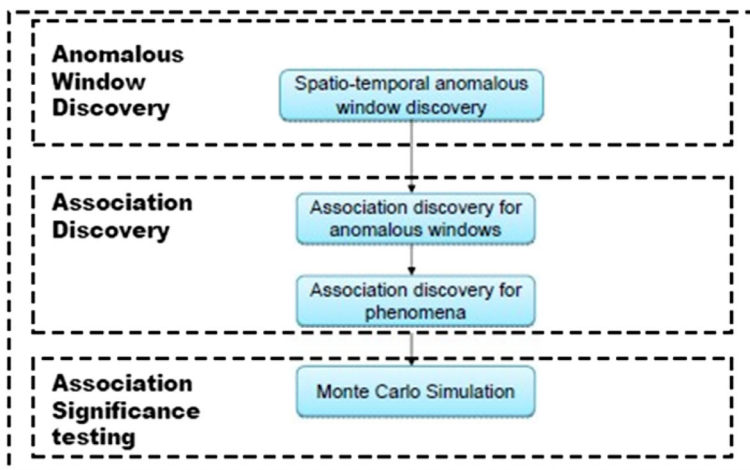 Anomalous
Window
Discovery
Spatio-temporal anomalous
window discovery
Association
Discovery
Association discovery for
anomalous windows
Association discovery for
phenomena
Association
Significance
testing
Monte Carlo Simulation